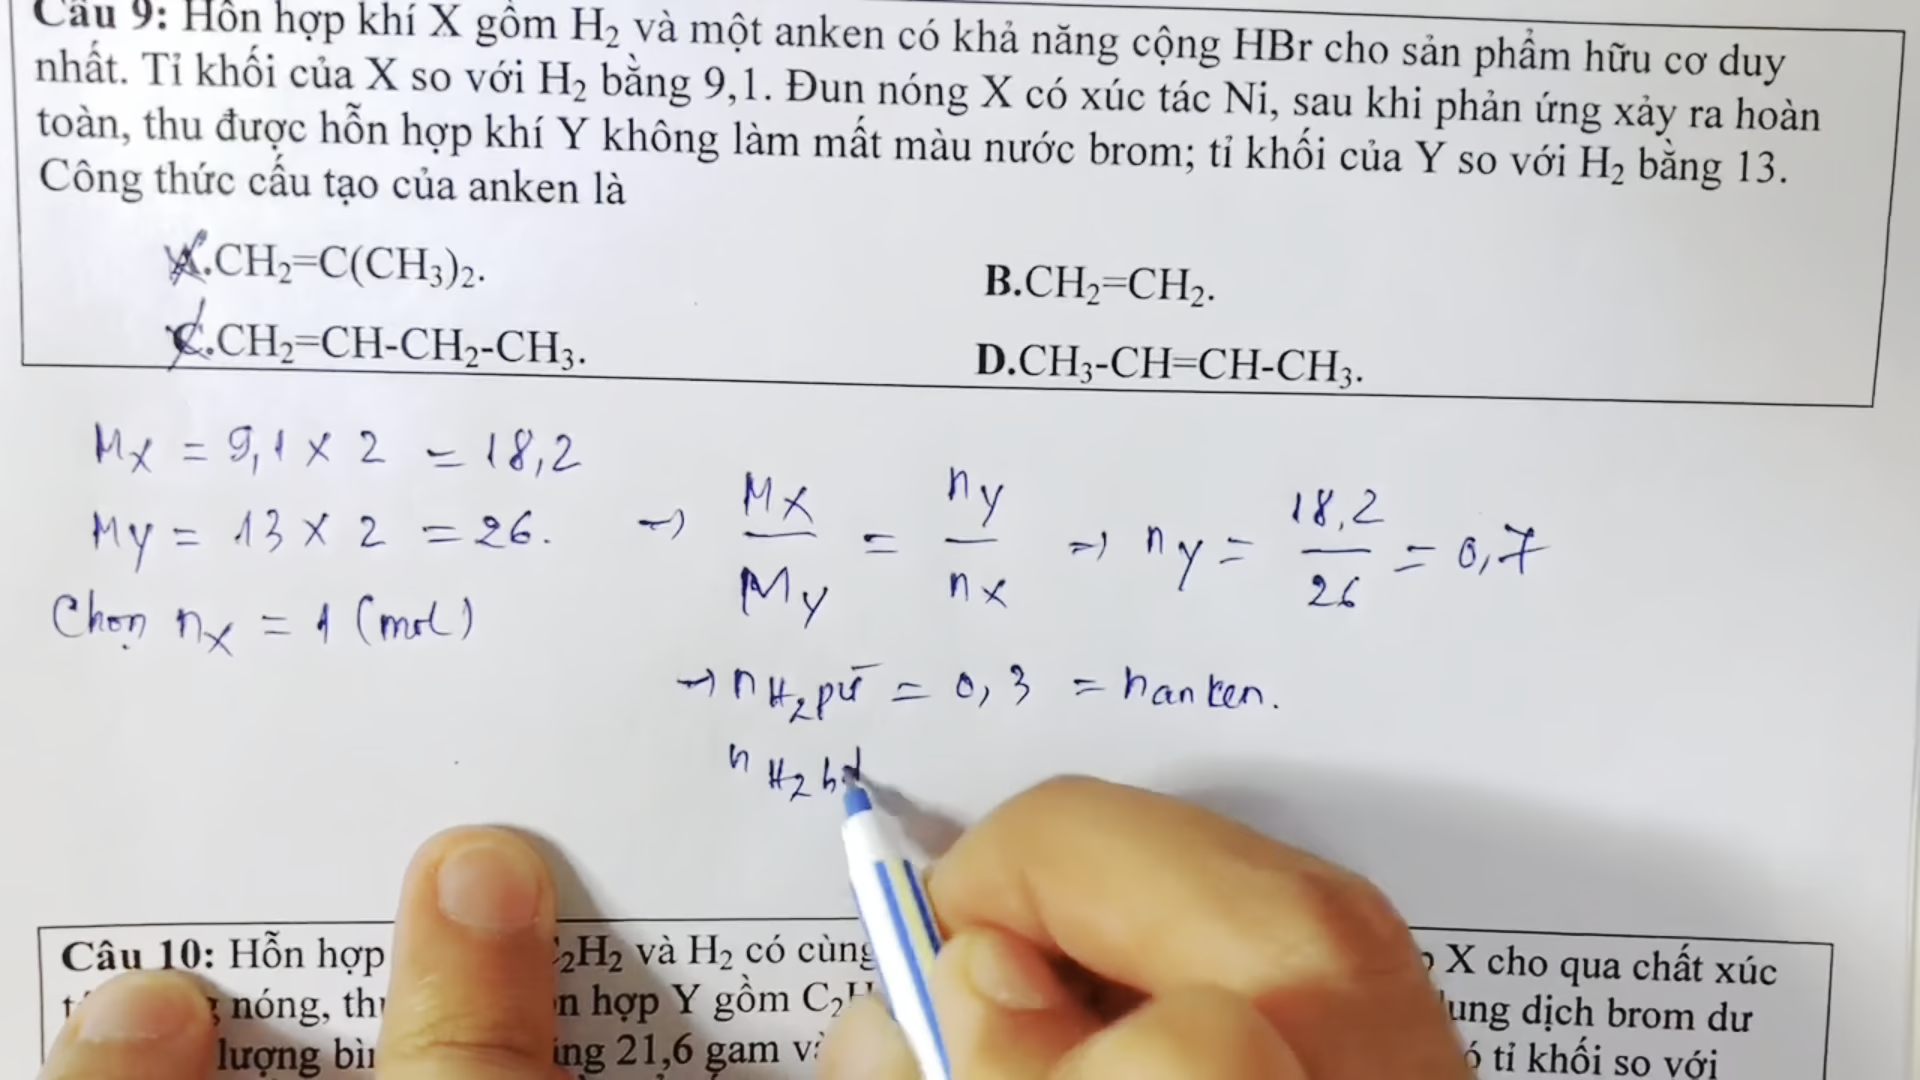 Câu 9: Hỗn hợp khí X gồm H₂ và một anken có khả năng cộng HBr cho sản phẩm hữu cơ duy
nhất. Tỉ khối của X so với H₂ bằng 9,1. Đun nóng X có xúc tác Ni, sau khi phản ứng xảy ra hoàn
toàn, thu được hỗn hợp khí Y không làm mất màu nước brom; tỉ khối của Y so với H₂ bằng 13.
Công thức cấu tạo của anken là
A.CH₂=C(CH₃)₂.
B.CH₂=CH₂.
C.CH₂=CH-CH₂-CH₃.
D.CH₃-CH=CH-CH₃.
Mx = 9,1 x 2 = 18,2
My = 13 x 2 = 26.
Chọn nx = 1 (mol)
→ Mx/My = ny/nx → ny = 18,2/26 = 0,7
→ nH₂pư = 0,3 = nanken.
nH₂ bđ
Câu 10: Hỗn hợp C₂H₂ và H₂ có cùng X cho qua chất xúc
nóng, hợp Y gồm dung dịch brom dư
lượng 21,6 gam tỉ khối so với